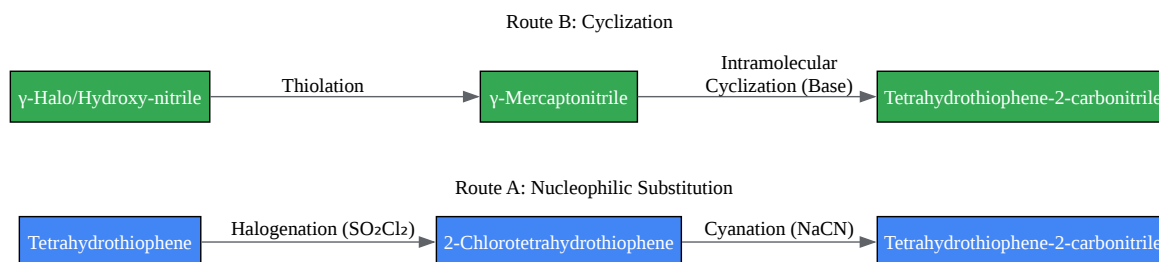 Route B: Cyclization
γ-Halo/Hydroxy-nitrile
Thiolation
γ-Mercaptonitrile
Intramolecular
Cyclization (Base)
Tetrahydrothiophene-2-carbonitrile
Route A: Nucleophilic Substitution
Tetrahydrothiophene
Halogenation (SO₂Cl₂)
2-Chlorotetrahydrothiophene
Cyanation (NaCN)
Tetrahydrothiophene-2-carbonitrile